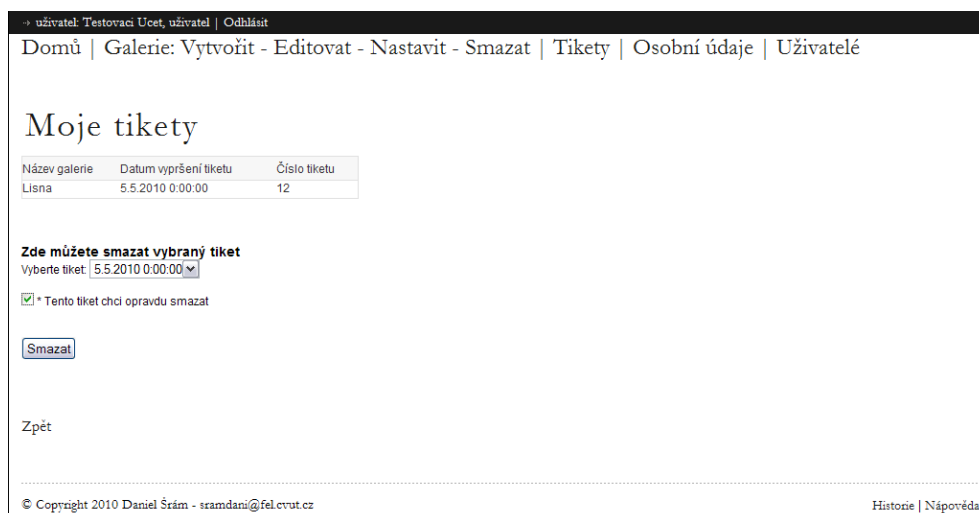 → uživatel: Testovaci Ucet, uživatel | Odhlásit
Domů | Galerie: Vytvořit - Editovat - Nastavit - Smazat | Tikety | Osobní údaje | Uživatelé
Moje tikety
Název galerie Datum vypršení tiketu Číslo tiketu
Lisna 5.5.2010 0:00:00 12
Zde můžete smazat vybraný tiket
Vyberte tiket: 5.5.2010 0:00:00
* Tento tiket chci opravdu smazat
Smazat
Zpět
© Copyright 2010 Daniel Šrám - sramdani@fel.cvut.cz Historie | Nápověda